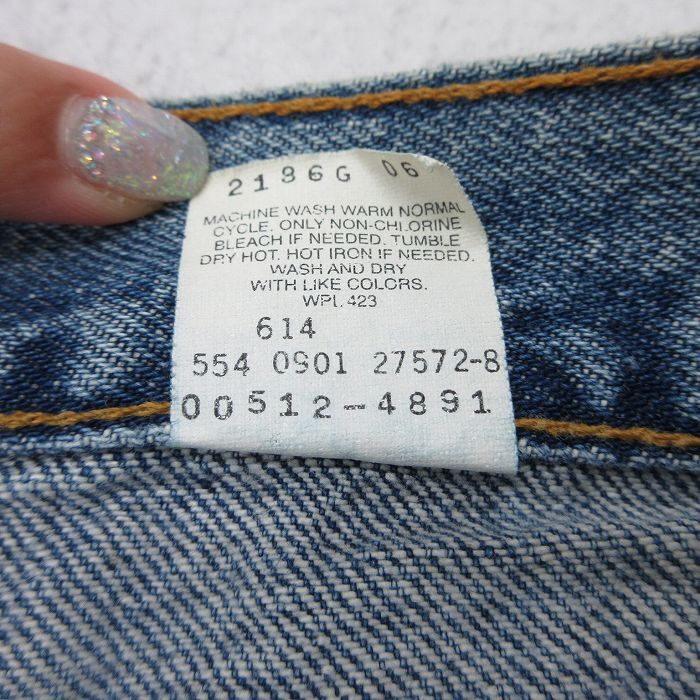 2196G 06
MACHINE WASH WARM NORMAL
CYCLE. ONLY NON-CHLORINE
BLEACH IF NEEDED. TUMBLE
DRY HOT. HOT IRON IF NEEDED.
WASH AND DRY
WITH LIKE COLORS.
WPL 423
614
554 0901 27572-8
00512-4891